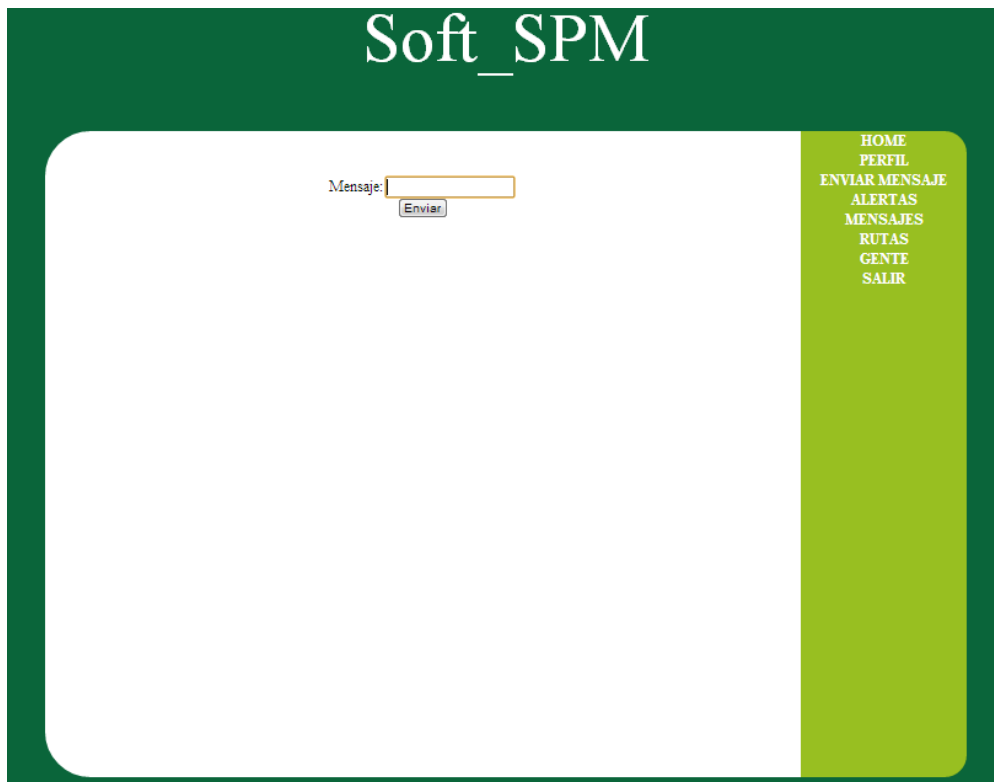 Soft_SPM
Mensaje:
Enviar
HOME
PERFIL
ENVIAR MENSAJE
ALERTAS
MENSAJES
RUTAS
GENTE
SALIR